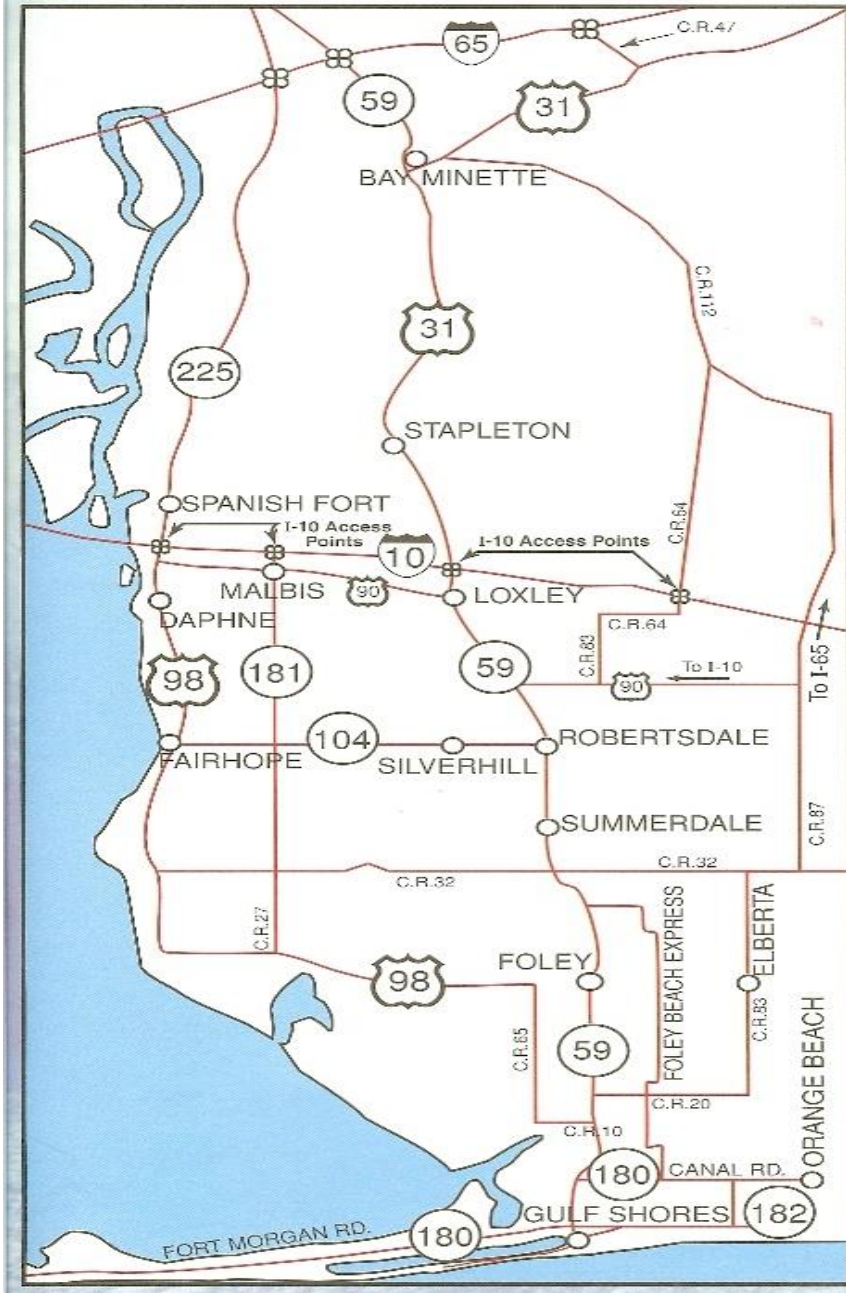 C.R.47
65
59
31
BAY MINETTE
C.R.112
31
225
STAPLETON
SPANISH FORT
I-10 Access
Points
10
I-10 Access Points
C.R.64
MALBIS
90
LOXLEY
DAPHNE
C.R.64
C.R.83
To I-10
90
To I-65
98
181
59
104
FAIRHOPE
SILVERHILL
ROBERTSDALE
SUMMERDALE
C.R.87
C.R.32
C.R.32
C.R.27
98
FOLEY
FOLEY BEACH EXPRESS
ELBERTA
C.R.83
C.R.65
59
C.R.20
C.R.10
ORANGE BEACH
180
CANAL RD.
GULF SHORES
182
FORT MORGAN RD.
180